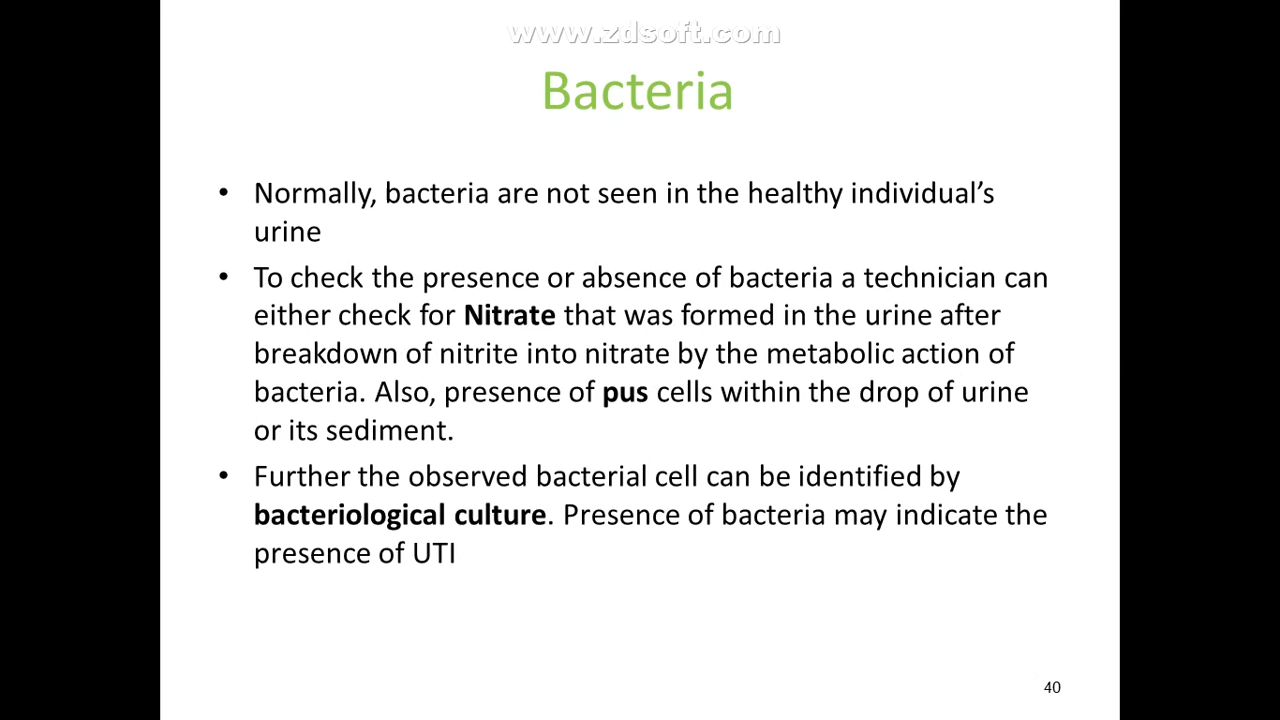 www.zdsoft.com
Bacteria
• Normally, bacteria are not seen in the healthy individual’s
urine
• To check the presence or absence of bacteria a technician can
either check for Nitrate that was formed in the urine after
breakdown of nitrite into nitrate by the metabolic action of
bacteria. Also, presence of pus cells within the drop of urine
or its sediment.
• Further the observed bacterial cell can be identified by
bacteriological culture. Presence of bacteria may indicate the
presence of UTI
40